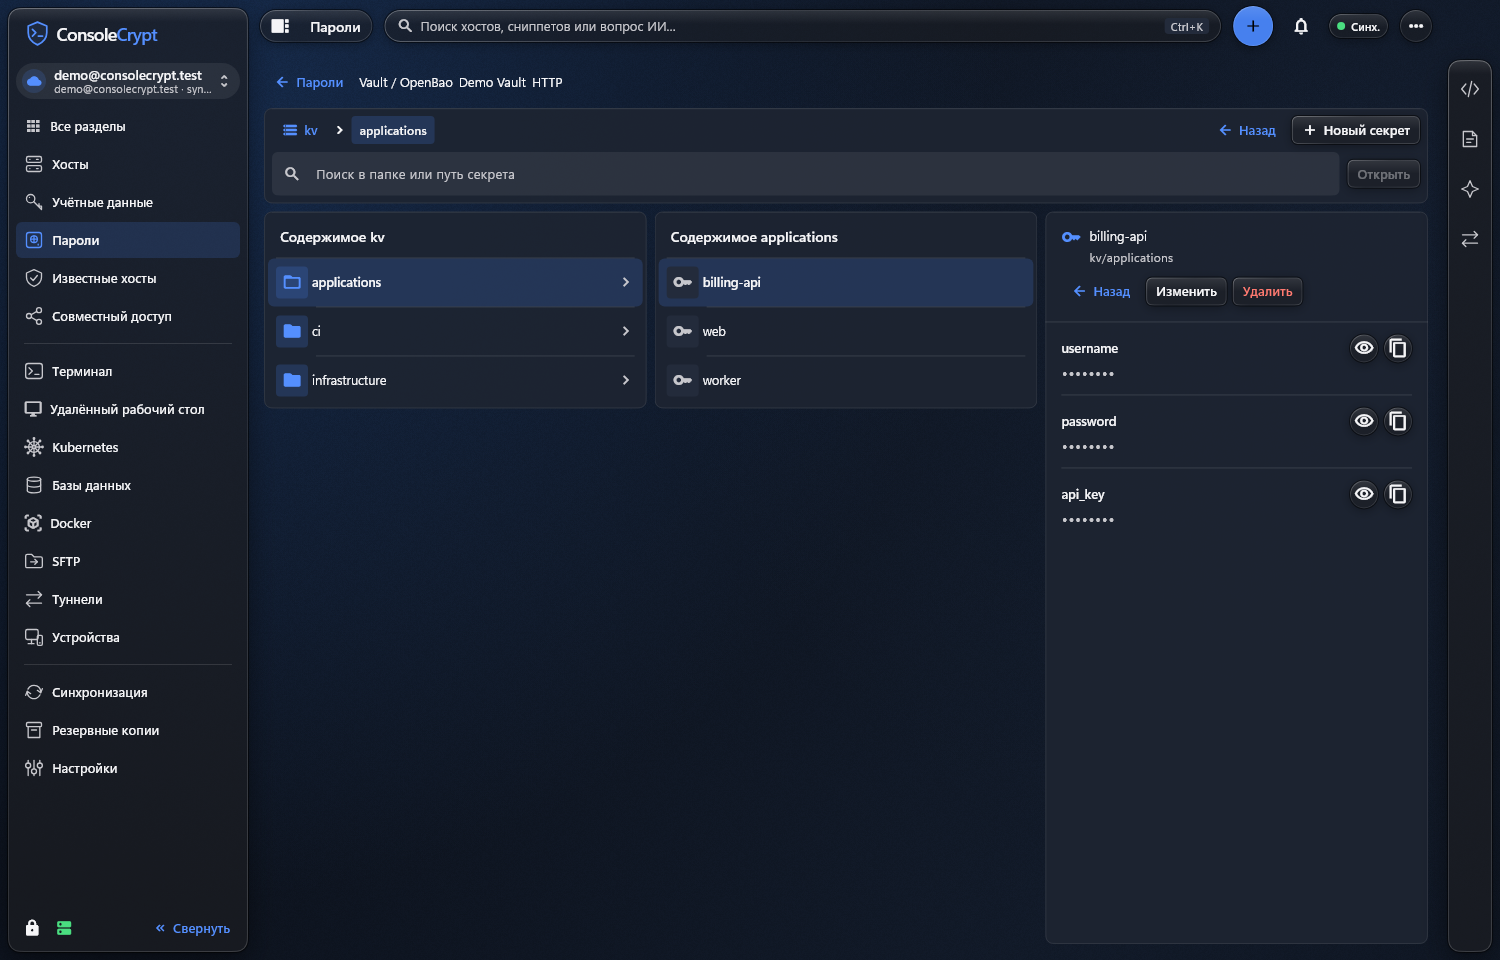 ConsoleCrypt
demo@consolecrypt.test
demo@consolecrypt.test · syn...
Все разделы
Хосты
Учётные данные
Пароли
Известные хосты
Совместный доступ
Терминал
Удалённый рабочий стол
Kubernetes
Базы данных
Docker
SFTP
Туннели
Устройства
Синхронизация
Резервные копии
Настройки
Свернуть
Пароли
Поиск хостов, сниппетов или вопрос ИИ...
Ctrl+K
Синх.
Пароли Vault / OpenBao Demo Vault HTTP
kv applications
Назад
Новый секрет
Поиск в папке или путь секрета
Открыть
Содержимое kv
applications
ci
infrastructure
Содержимое applications
billing-api
web
worker
billing-api
kv/applications
Назад
Изменить
Удалить
username
••••••••
password
••••••••
api_key
••••••••